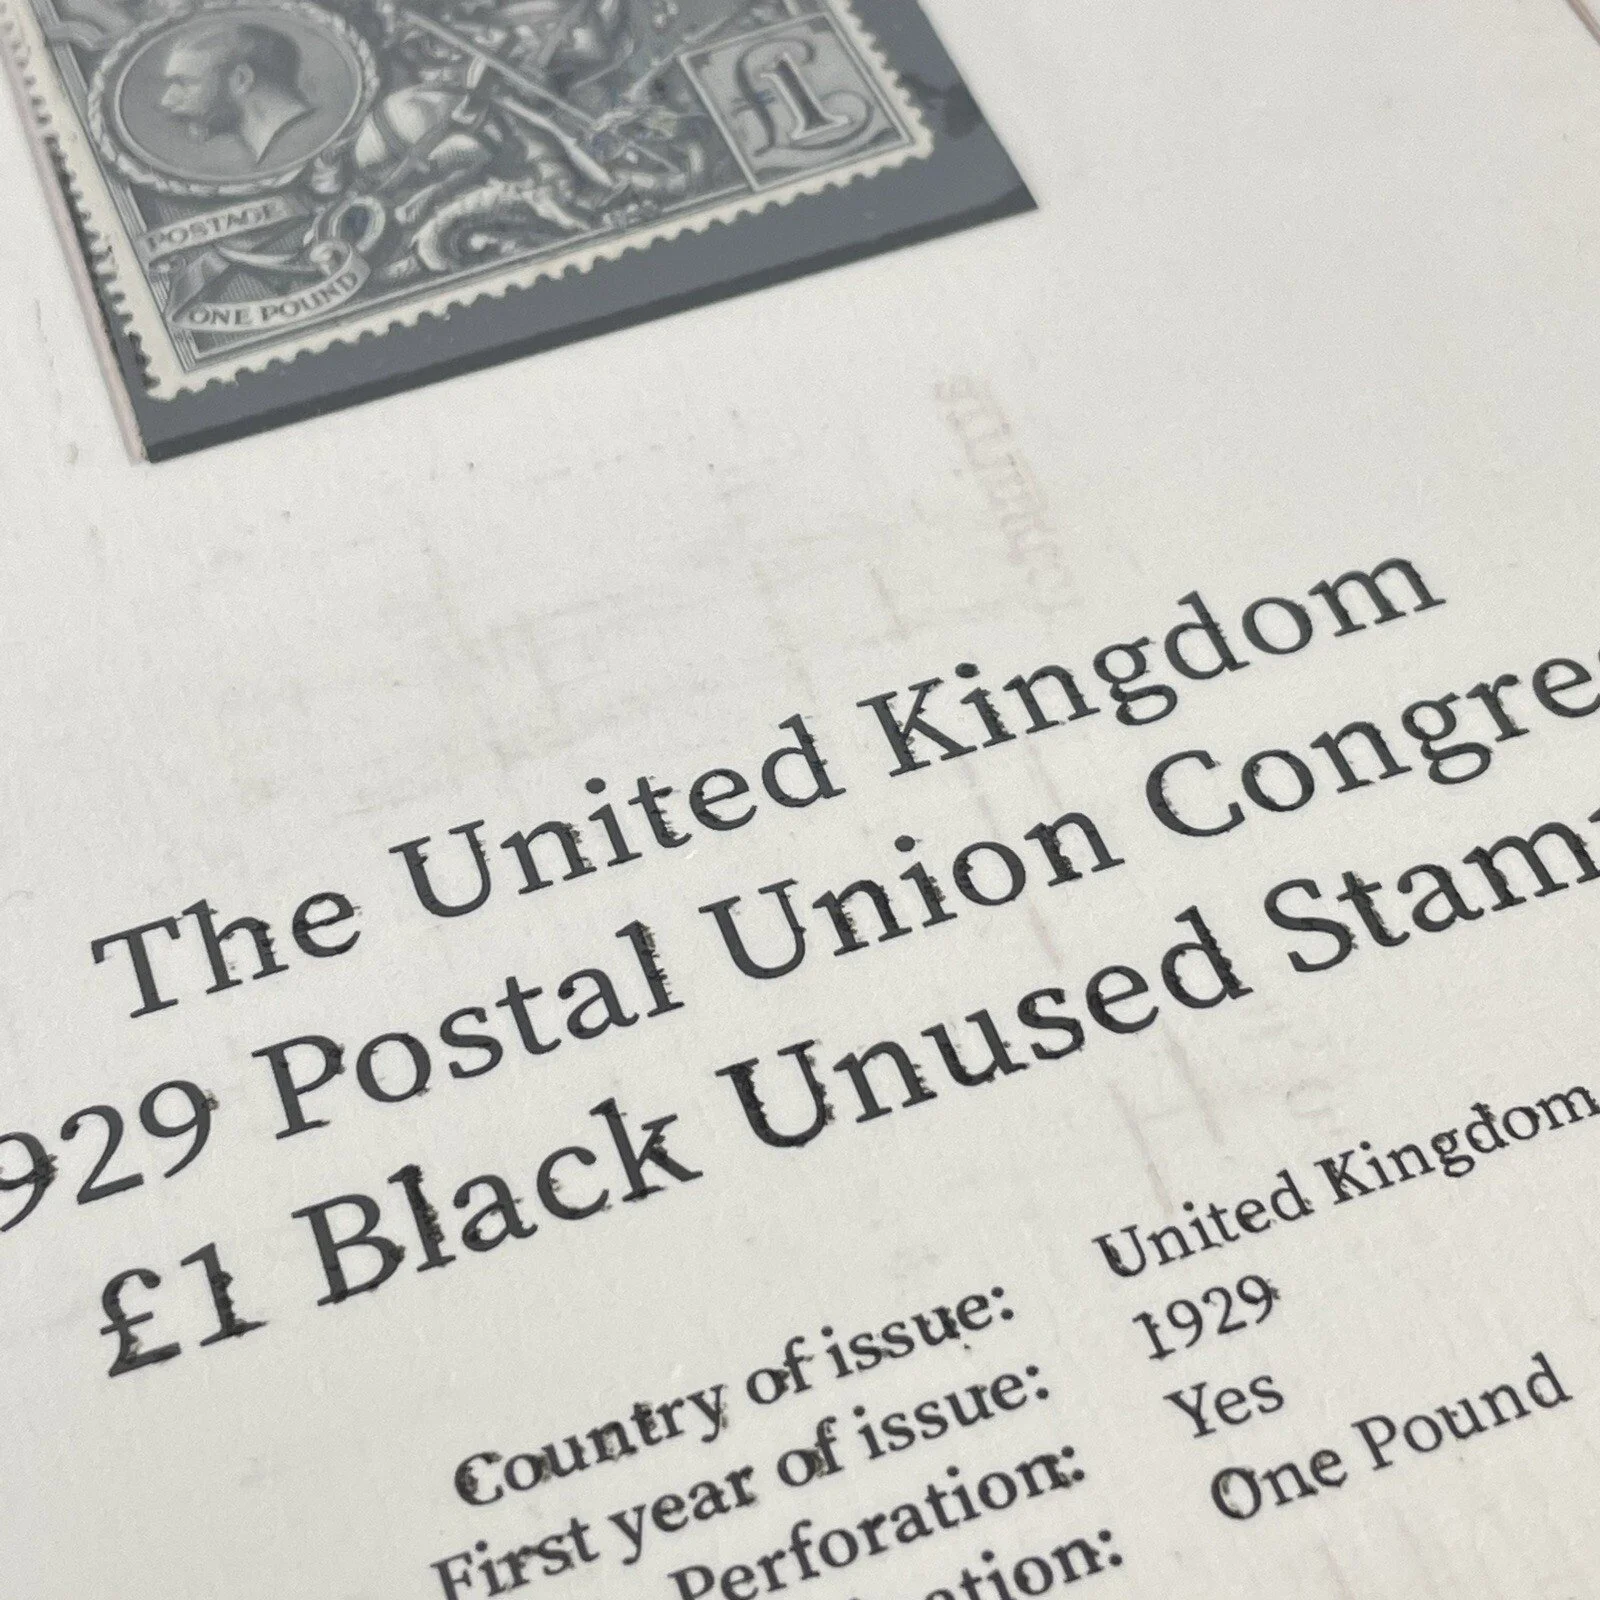 £1
POSTAGE
ONE POUND
The United Kingdom
929 Postal Union Congre
£1 Black Unused Stam
Country of issue: United Kingdom
First year of issue: 1929
Perforation: Yes
One Pound